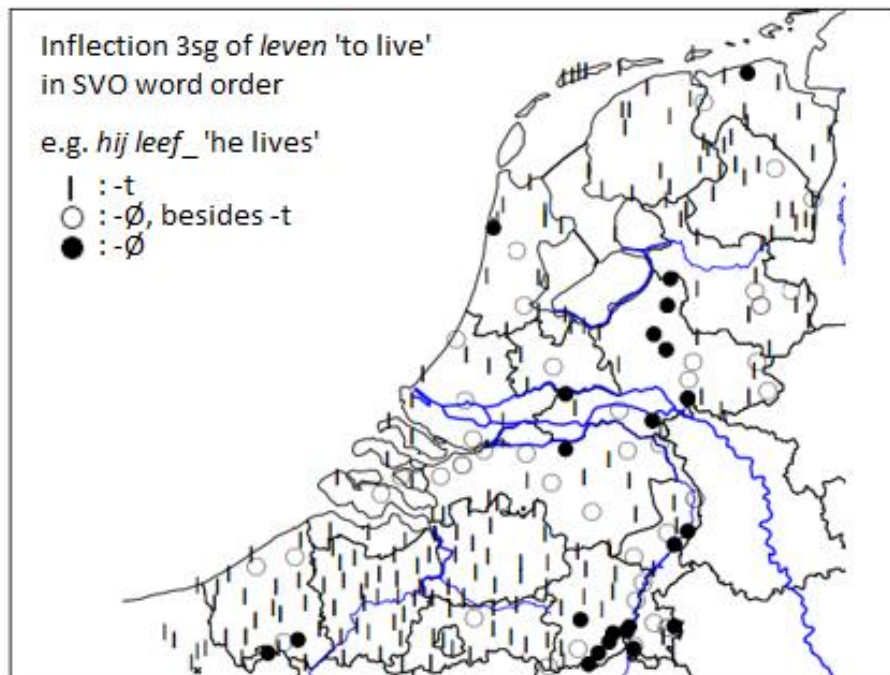 Inflection 3sg of leven 'to live'
in SVO word order
e.g. hij leef_ 'he lives'
| : -t
○ : -Ø, besides -t
● : -Ø